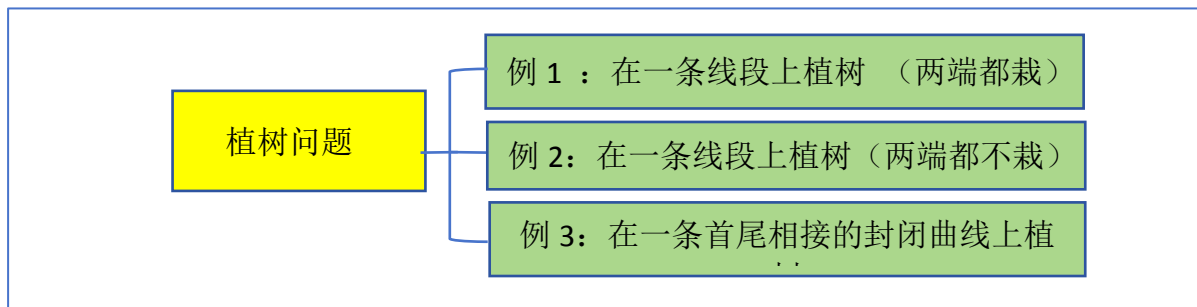 植树问题
例 1 ：在一条线段上植树 （两端都栽）
例 2：在一条线段上植树（两端都不栽）
例 3：在一条首尾相接的封闭曲线上植